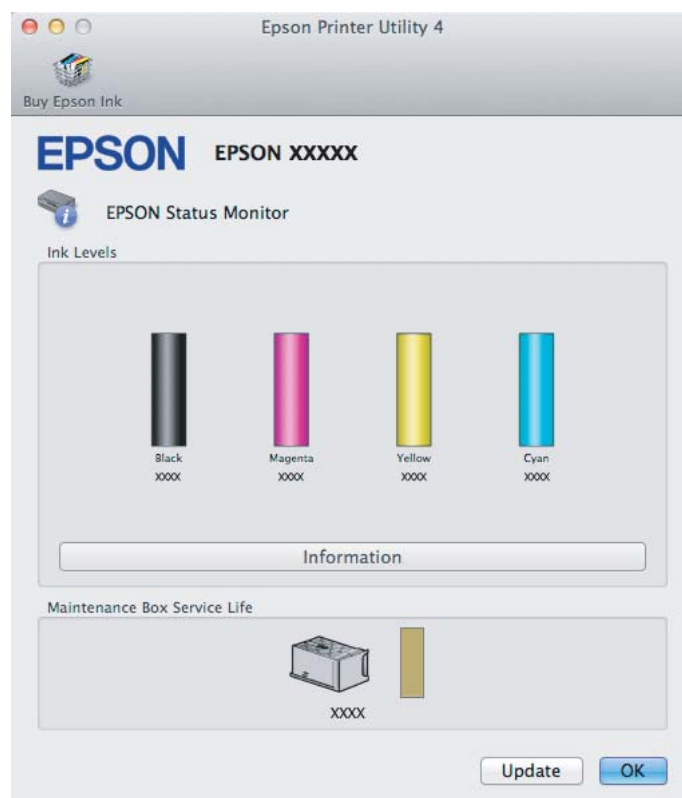 Epson Printer Utility 4
Buy Epson Ink
EPSON EPSON XXXXX
EPSON Status Monitor
Ink Levels
Black Magenta Yellow Cyan
XXXX XXXX XXXX XXXX
Information
Maintenance Box Service Life
XXXX
Update OK